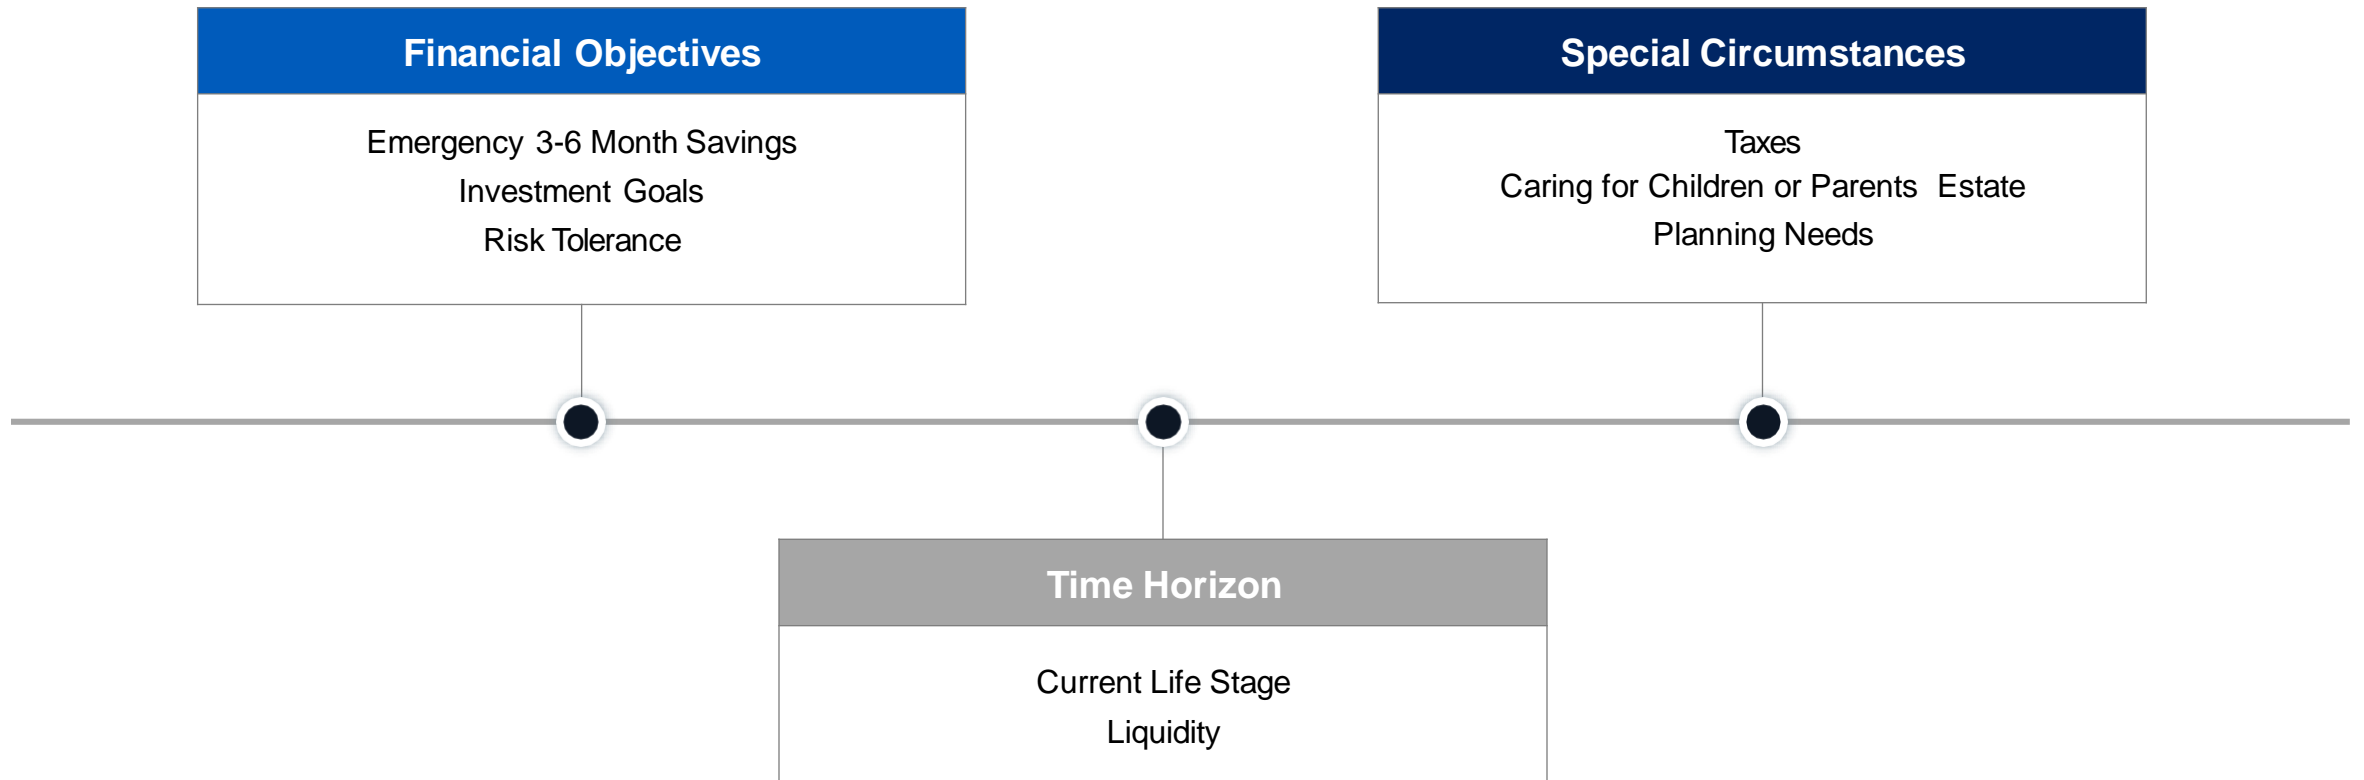 Financial Objectives
Emergency 3-6 Month Savings
Investment Goals
Risk Tolerance
Special Circumstances
Taxes
Caring for Children or Parents Estate
Planning Needs
Time Horizon
Current Life Stage
Liquidity